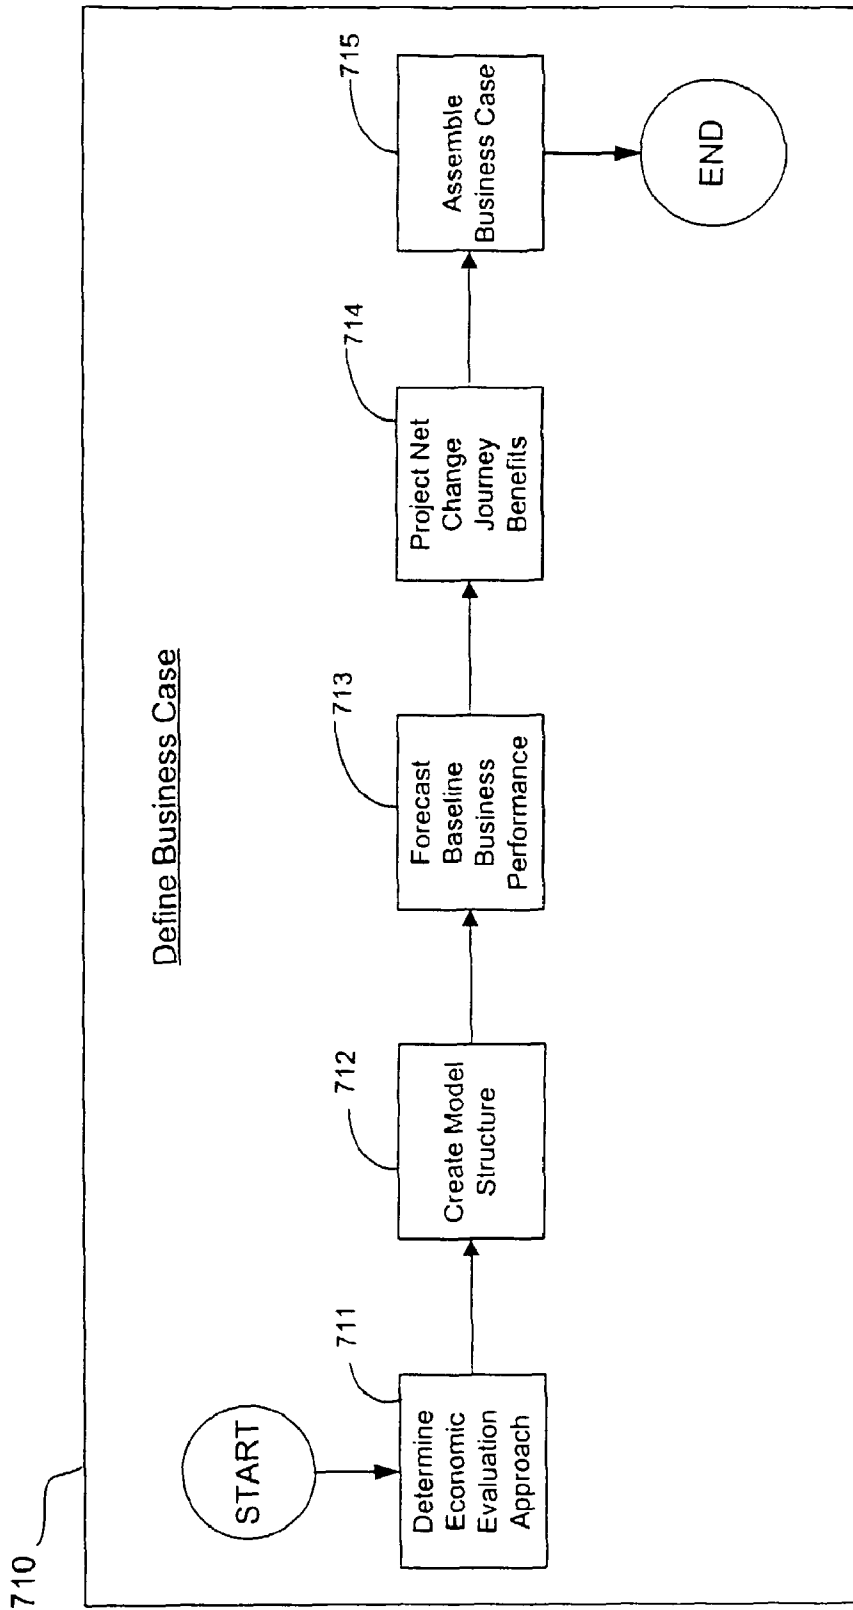 710
Define Business Case
START
711
Determine
Economic
Evaluation
Approach
712
Create Model
Structure
713
Forecast
Baseline
Business
Performance
714
Project Net
Change
Journey
Benefits
715
Assemble
Business Case
END